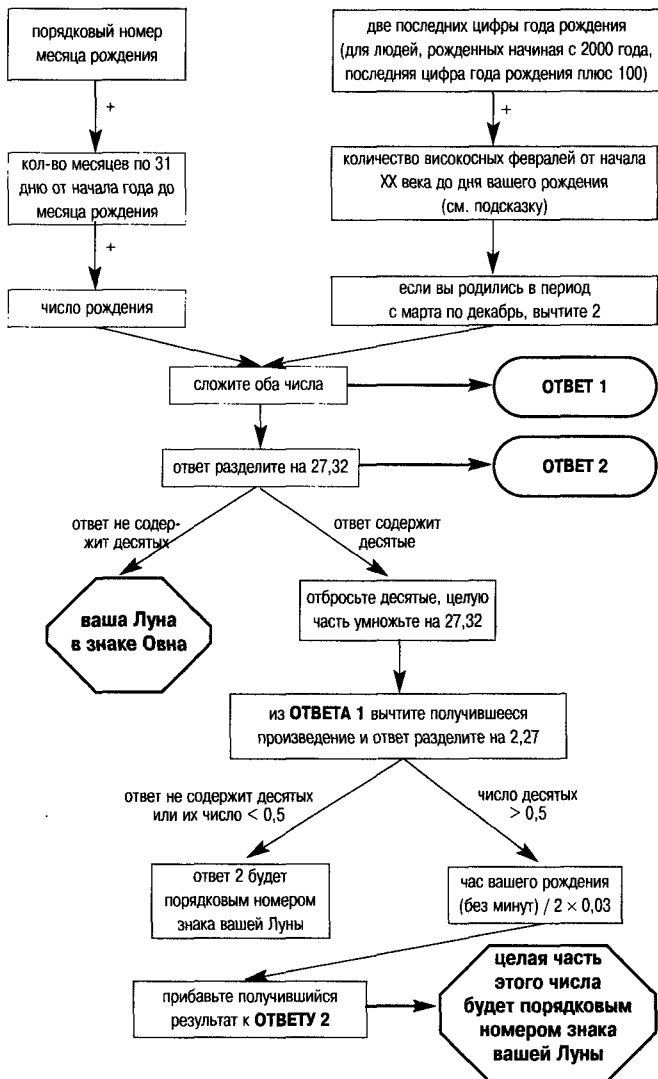 порядковый номер
месяца рождения
+
кол-во месяцев по 31
дню от начала года до
месяца рождения
+
число рождения
две последних цифры года рождения
(для людей, рожденных начиная с 2000 года,
последняя цифра года рождения плюс 100)
+
количество високосных февралей от начала
XX века до дня вашего рождения
(см. подсказку)
если вы родились в период
с марта по декабрь, вычтите 2
сложите оба числа
ОТВЕТ 1
ответ разделите на 27,32
ОТВЕТ 2
ответ не содер-
жит десятых
ответ содержит
десятые
ваша Луна
в знаке Овна
отбросьте десятые, целую
часть умножьте на 27,32
из ОТВЕТА 1 вычтите получившееся
произведение и ответ разделите на 2,27
ответ не содержит десятых
или их число < 0,5
число десятых
> 0,5
ответ 2 будет
порядковым номером
знака вашей Луны
час вашего рождения
(без минут) / 2 × 0,03
прибавьте получившийся
результат к ОТВЕТУ 2
целая часть
этого числа
будет порядковым
номером знака
вашей Луны